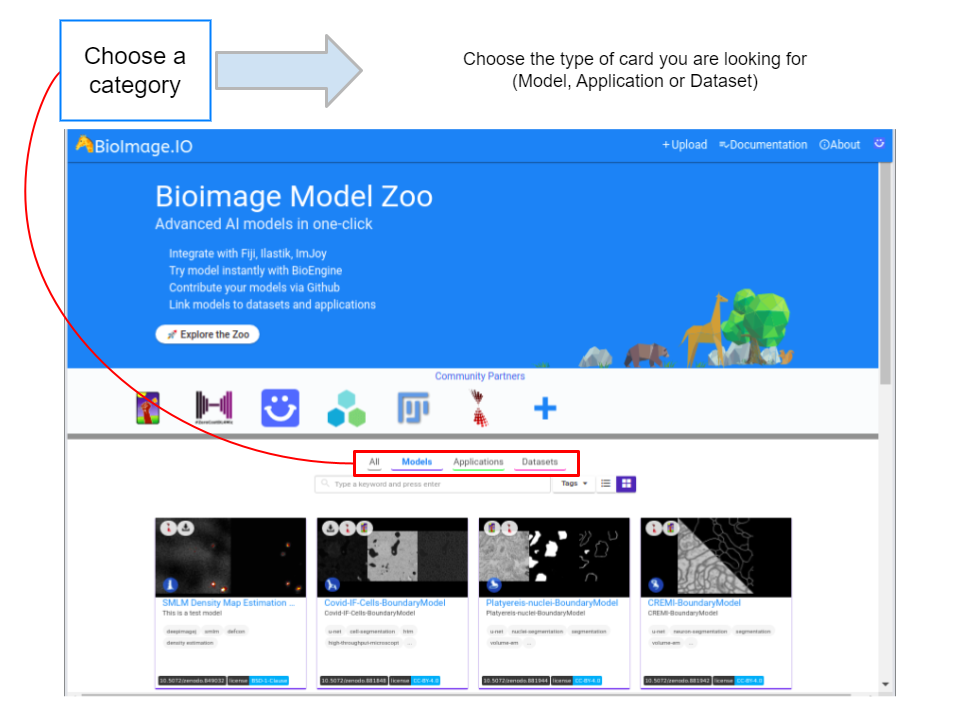 Choose a
category
Choose the type of card you are looking for
(Model, Application or Dataset)
BioImage.IO
+Upload Documentation About
Bioimage Model Zoo
Advanced AI models in one-click
Integrate with Fiji, Ilastik, ImJoy
Try model instantly with BioEngine
Contribute your models via Github
Link models to datasets and applications
Explore the Zoo
Community Partners
All Models Applications Datasets
Type a keyword and press enter
Tags
SMLM Density Map Estimation ...
This is a test model
deepimagej smlm defcon
density estimation
10.5072/zenodo.849032 license BSD-1-Clause
Covid-IF-Cells-BoundaryModel
Covid-IF-Cells-BoundaryModel
u-net cell-segmentation htm
high-throughput-microscopt ...
10.5072/zenodo.881848 license CC-BY-4.0
Platyereis-nuclei-BoundaryModel
Platyereis-nuclei-BoundaryModel
u-net nuclei-segmentation segmentation
volume-em ...
10.5072/zenodo.881944 license CC-BY-4.0
CREMI-BoundaryModel
CREMI-BoundaryModel
u-net neuron-segmentation segmentation
volume-em ...
10.5072/zenodo.881942 license CC-BY-4.0